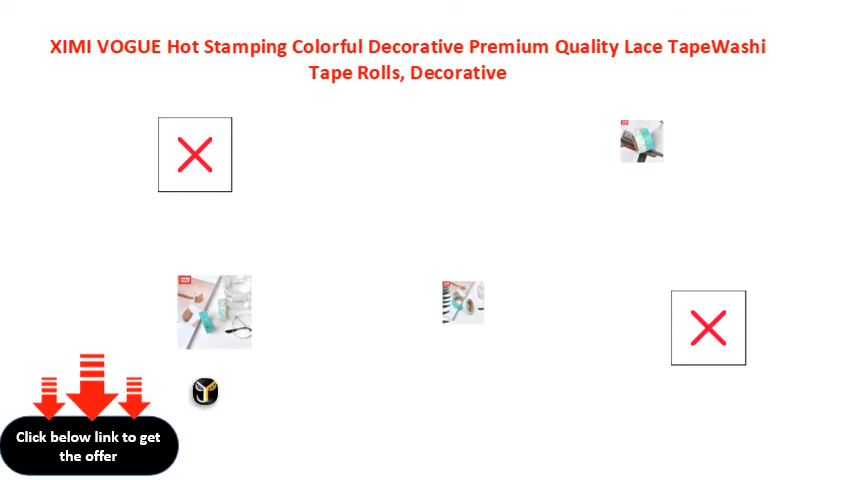 XIMI VOGUE Hot Stamping Colorful Decorative Premium Quality Lace TapeWashi
Tape Rolls, Decorative
Click below link to get
the offer